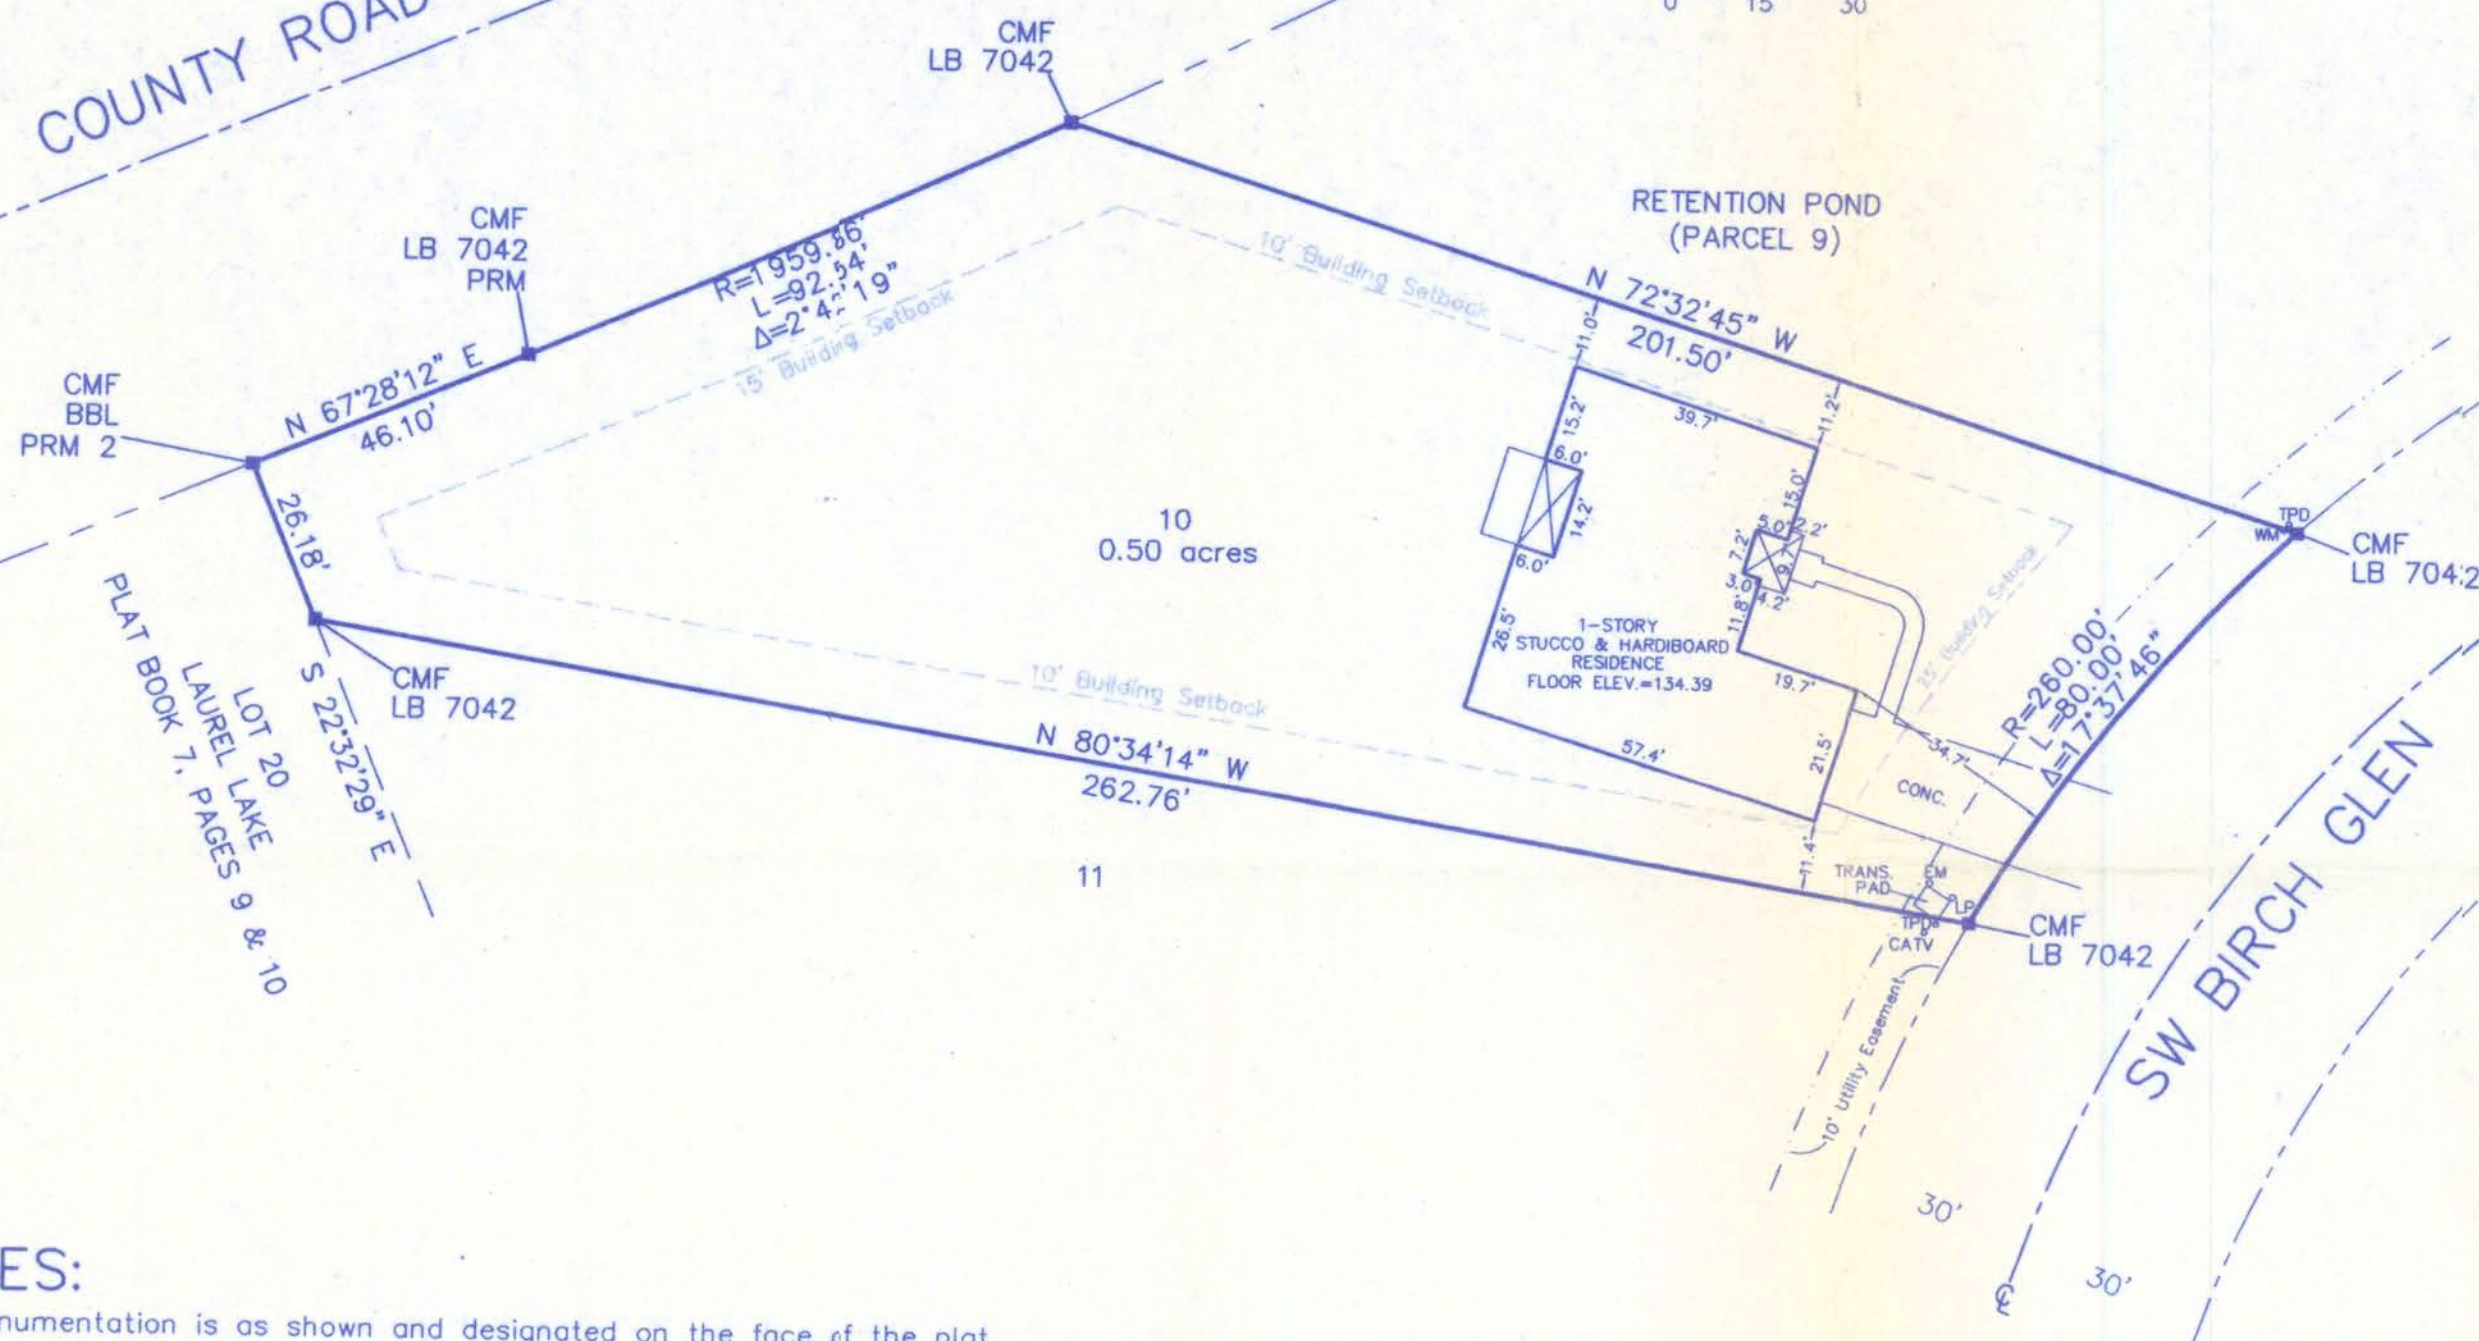 0 15 30
COUNTY ROAD
CMF
LB 7042
CMF
LB 7042
PRM
CMF
BBL
PRM 2
N 67°28'12" E
46.10'
R=1959.86'
L=92.54'
15' Building Setback
10' Building Setback
RETENTION POND
(PARCEL 9)
N 72°32'45" W
201.50'
11.0'
11.2'
39.7'
15.2'
6.0'
14.2'
6.0'
26.5'
15.0'
5.0'
2.2'
7.2'
3.0'
4.2'
11.8'
1-STORY
STUCCO & HARDIBOARD
RESIDENCE
FLOOR ELEV.=134.39
19.7'
57.4'
21.5'
34.7'
CONC.
11.4'
25' Building Setback
TPD
WM
CMF
LB 7042
R=260.00'
L=80.00'
Δ=17°37'46"
10
0.50 acres
26.18'
S 22°32'29" E
CMF
LB 7042
LOT 20
LAUREL LAKE
PLAT BOOK 7, PAGES 9 & 10
10' Building Setback
N 80°34'14" W
262.76'
11
TRANS.
PAD
EM
LP
TPD
CATV
CMF
LB 7042
10' Utility Easement
SW BIRCH GLEN
30'
30'
ES:
numentation is as shown and designated on the face of the plat